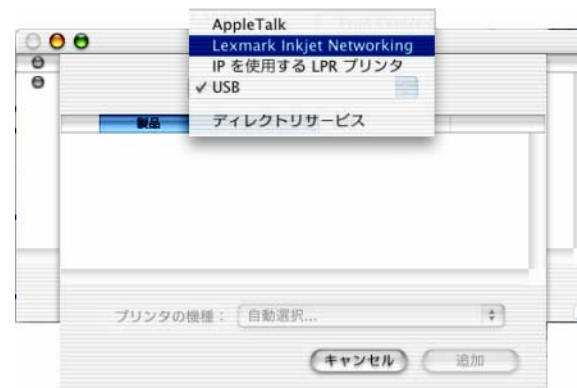 AppleTalk
Lexmark Inkjet Networking
IP を使用する LPR プリンタ
✓ USB
ディレクトリサービス
製品
プリンタの機種： 自動選択...
キャンセル 追加